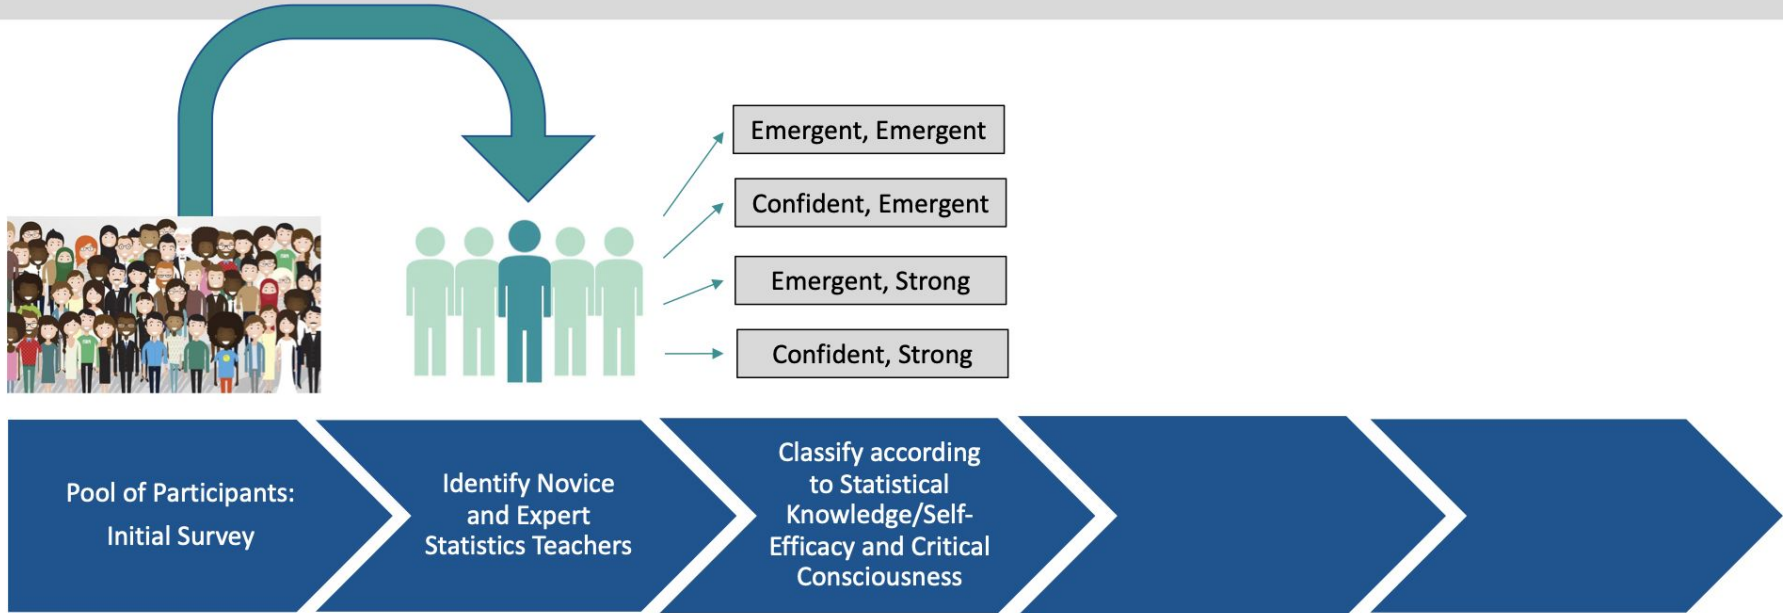 Emergent, Emergent
Confident, Emergent
Emergent, Strong
Confident, Strong
Pool of Participants:
Initial Survey
Identify Novice
and Expert
Statistics Teachers
Classify according
to Statistical
Knowledge/Self-
Efficacy and Critical
Consciousness